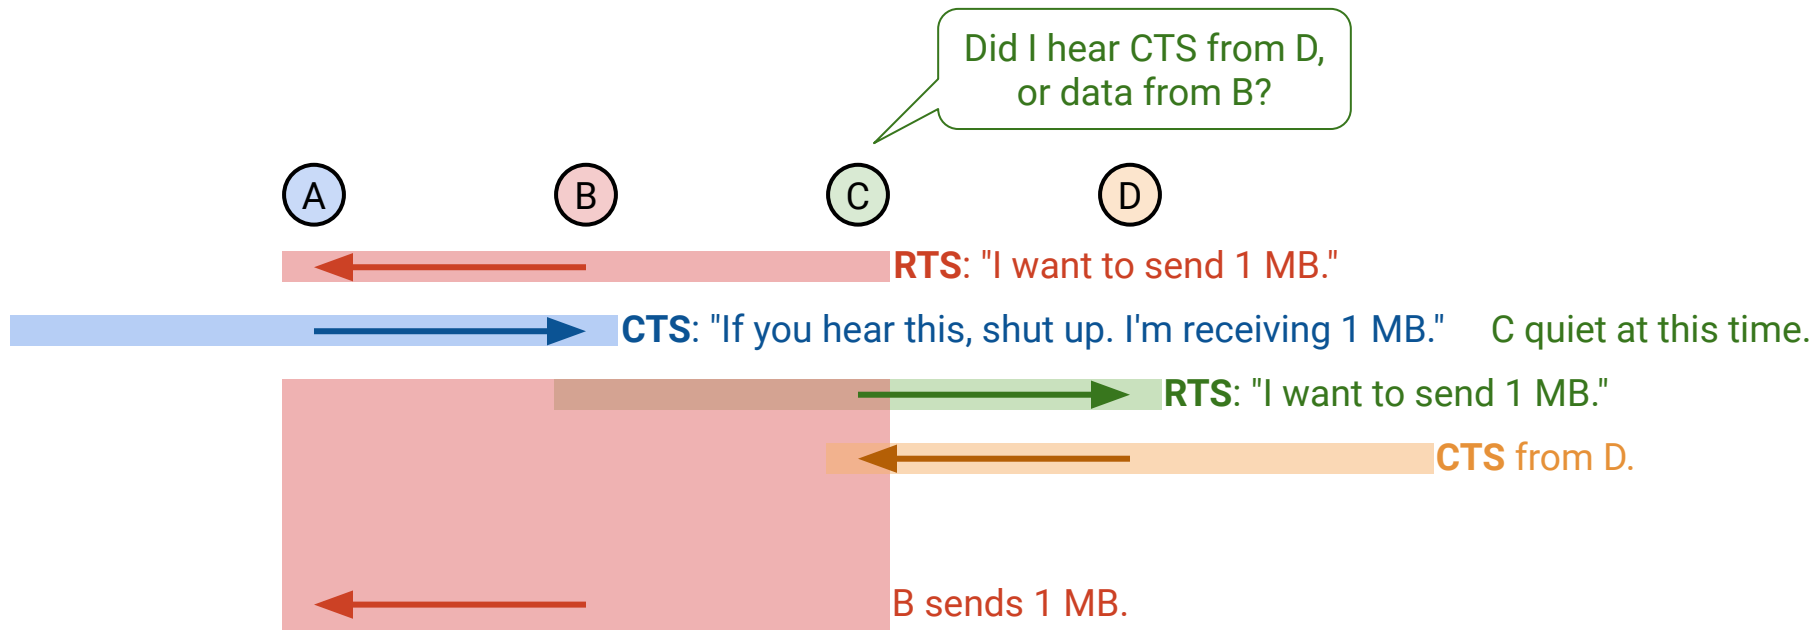 Did I hear CTS from D,
or data from B?
A B C D
RTS: "I want to send 1 MB."
CTS: "If you hear this, shut up. I'm receiving 1 MB." C quiet at this time.
RTS: "I want to send 1 MB."
CTS from D.
B sends 1 MB.